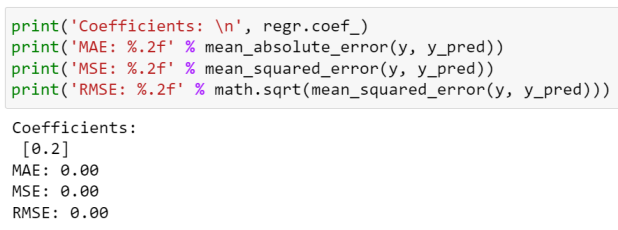 print('Coefficients: \n', regr.coef_)
print('MAE: %.2f' % mean_absolute_error(y, y_pred))
print('MSE: %.2f' % mean_squared_error(y, y_pred))
print('RMSE: %.2f' % math.sqrt(mean_squared_error(y, y_pred)))
Coefficients:
 [0.2]
MAE: 0.00
MSE: 0.00
RMSE: 0.00